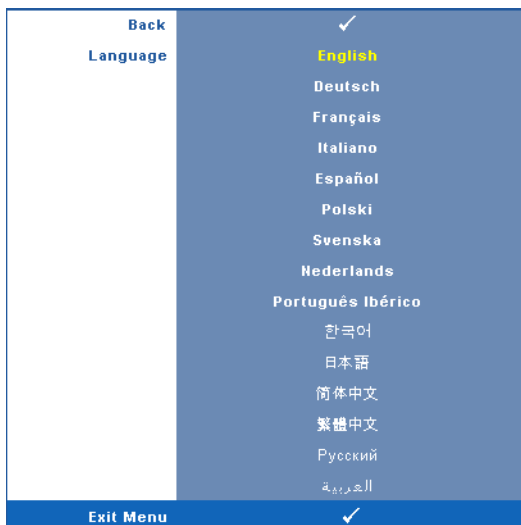 Back ✓
Language English
Deutsch
Français
Italiano
Español
Polski
Svenska
Nederlands
Português Ibérico
한국어
日本語
简体中文
繁體中文
Русский
العربية
Exit Menu ✓